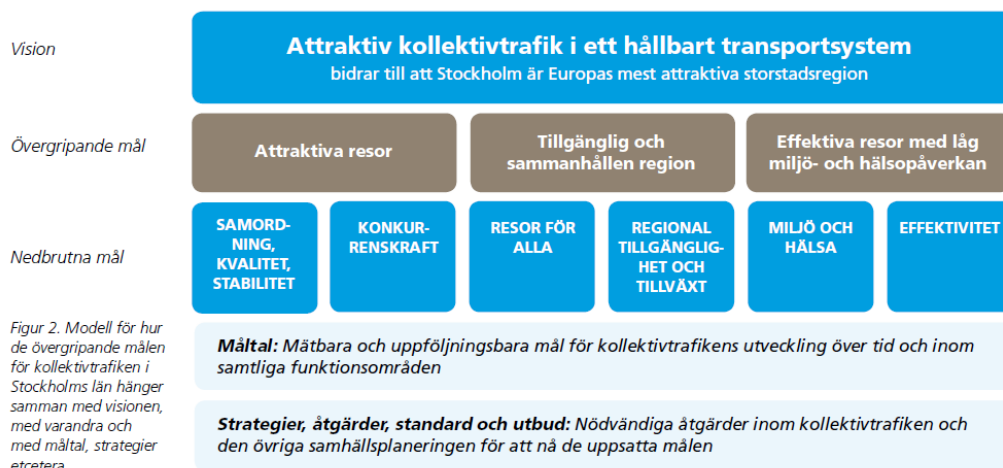 Vision
Attraktiv kollektivtrafik i ett hållbart transportsystem
bidrar till att Stockholm är Europas mest attraktiva storstadsregion
Övergripande mål
Attraktiva resor
Tillgänglig och
sammanhållen region
Effektiva resor med låg
miljö- och hälsopåverkan
Nedbrutna mål
SAMORD-
NING,
KVALITET,
STABILITET
KONKUR-
RENSKRAFT
RESOR FÖR
ALLA
REGIONAL
TILLGÄNGLIG-
HET OCH
TILLVÄXT
MILJÖ OCH
HÄLSA
EFFEKTIVITET
Figur 2. Modell för hur
de övergripande målen
för kollektivtrafiken i
Stockholms län hänger
samman med visionen,
med varandra och
med måltal, strategier
etcetera
Måltal: Mätbara och uppföljningsbara mål för kollektivtrafikens utveckling över tid och inom
samtliga funktionsområden
Strategier, åtgärder, standard och utbud: Nödvändiga åtgärder inom kollektivtrafiken och
den övriga samhällsplaneringen för att nå de uppsatta målen